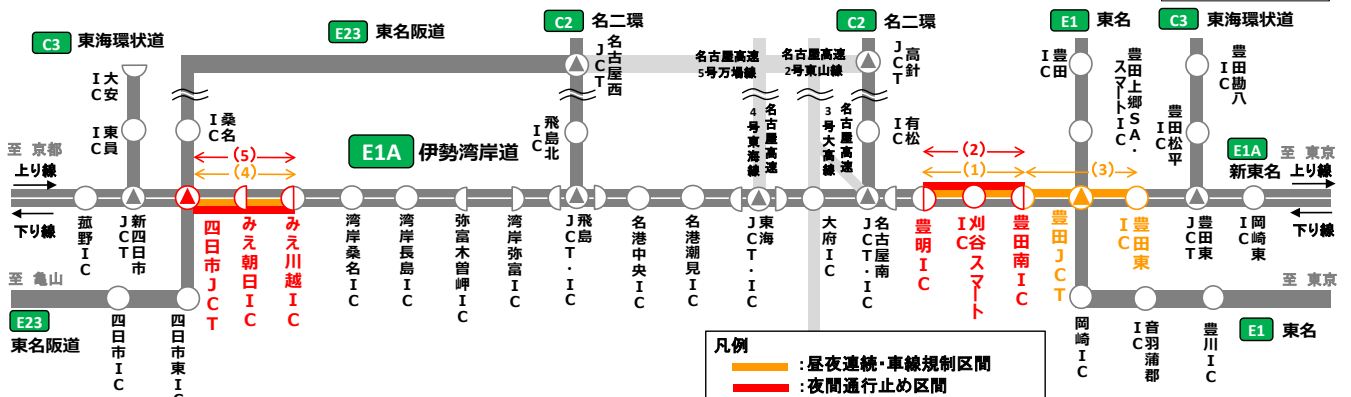 C3 東海環状道
E23 東名阪道
C2 名二環
C2 名二環
E1 東名
C3 東海環状道
大安IC
東員IC
桑名IC
名古屋西JCT
飛島北IC
名古屋高速5号万場線
名古屋高速2号東山線
名古屋高速4号東海線
名古屋高速3号大高線
高針JCT
有松IC
豊田IC
豊田上郷SA・スマートIC
豊田勘八IC
豊田松平IC
E1A 伊勢湾岸道
E1A 新東名
至 京都
上り線
下り線
至 東京
上り線
下り線
(5)
(4)
(2)
(1)
(3)
菰野IC
新四日市JCT
四日市JCT
みえ朝日IC
みえ川越IC
湾岸桑名IC
湾岸長島IC
弥富木曽岬IC
湾岸弥富IC
飛島JCT・IC
名港中央IC
名港潮見IC
東海JCT・IC
大府IC
名古屋南JCT・IC
豊明IC
刈谷スマートIC
豊田南IC
豊田JCT
豊田東IC
豊田東JCT
岡崎東IC
至 亀山
E23
東名阪道
四日市IC
四日市東IC
岡崎IC
音羽蒲郡IC
豊川IC
至 東京
E1 東名
凡例
:昼夜連続・車線規制区間
:夜間通行止め区間